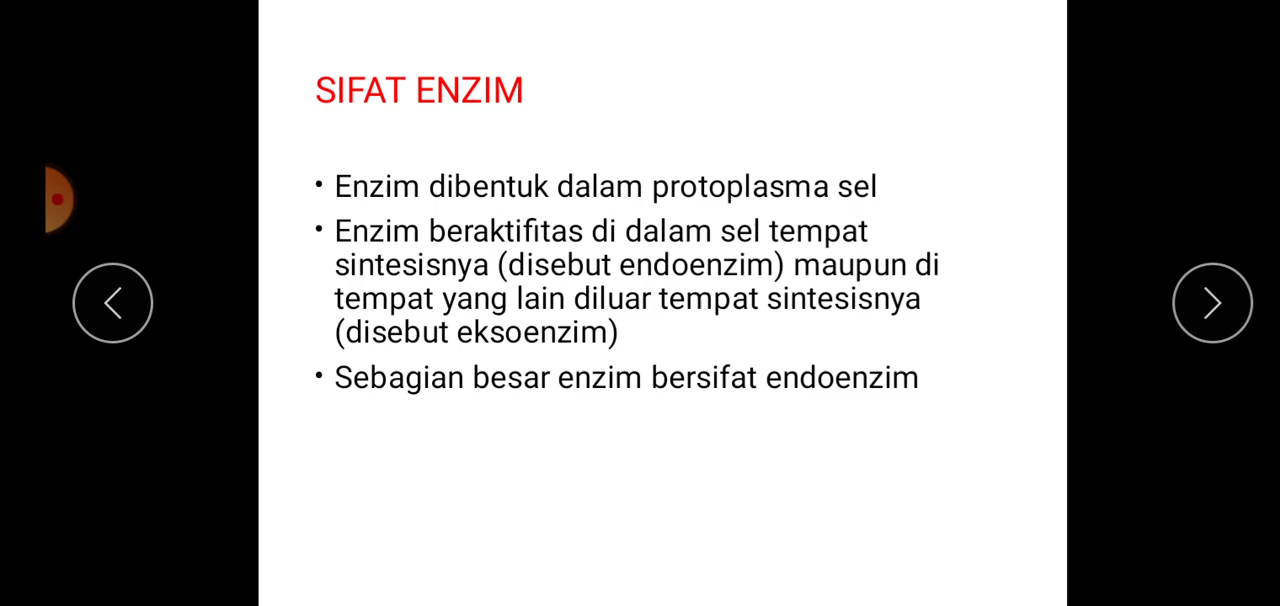 SIFAT ENZIM
• Enzim dibentuk dalam protoplasma sel
• Enzim beraktifitas di dalam sel tempat
sintesisnya (disebut endoenzim) maupun di
tempat yang lain diluar tempat sintesisnya
(disebut eksoenzim)
• Sebagian besar enzim bersifat endoenzim